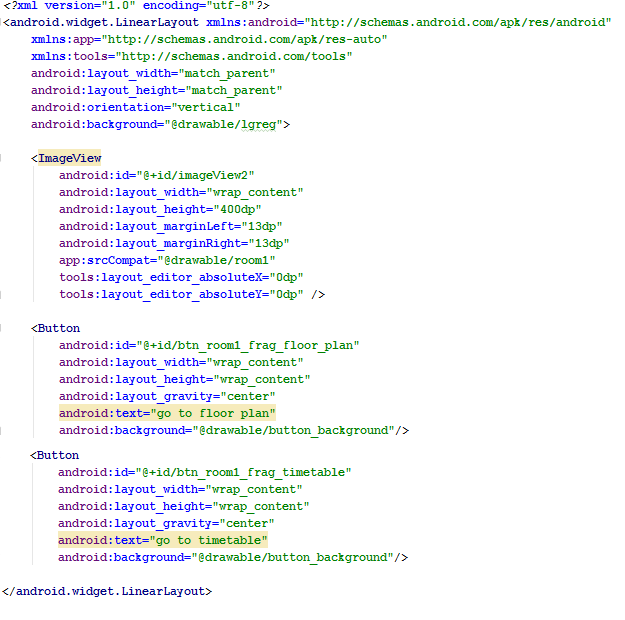 <?xml version="1.0" encoding="utf-8"?>
<android.widget.LinearLayout xmlns:android="http://schemas.android.com/apk/res/android"
    xmlns:app="http://schemas.android.com/apk/res-auto"
    xmlns:tools="http://schemas.android.com/tools"
    android:layout_width="match_parent"
    android:layout_height="match_parent"
    android:orientation="vertical"
    android:background="@drawable/lgreg">

    <ImageView
        android:id="@+id/imageView2"
        android:layout_width="wrap_content"
        android:layout_height="400dp"
        android:layout_marginLeft="13dp"
        android:layout_marginRight="13dp"
        app:srcCompat="@drawable/room1"
        tools:layout_editor_absoluteX="0dp"
        tools:layout_editor_absoluteY="0dp" />

    <Button
        android:id="@+id/btn_room1_frag_floor_plan"
        android:layout_width="wrap_content"
        android:layout_height="wrap_content"
        android:layout_gravity="center"
        android:text="go to floor plan"
        android:background="@drawable/button_background"/>
    <Button
        android:id="@+id/btn_room1_frag_timetable"
        android:layout_width="wrap_content"
        android:layout_height="wrap_content"
        android:layout_gravity="center"
        android:text="go to timetable"
        android:background="@drawable/button_background"/>

</android.widget.LinearLayout>